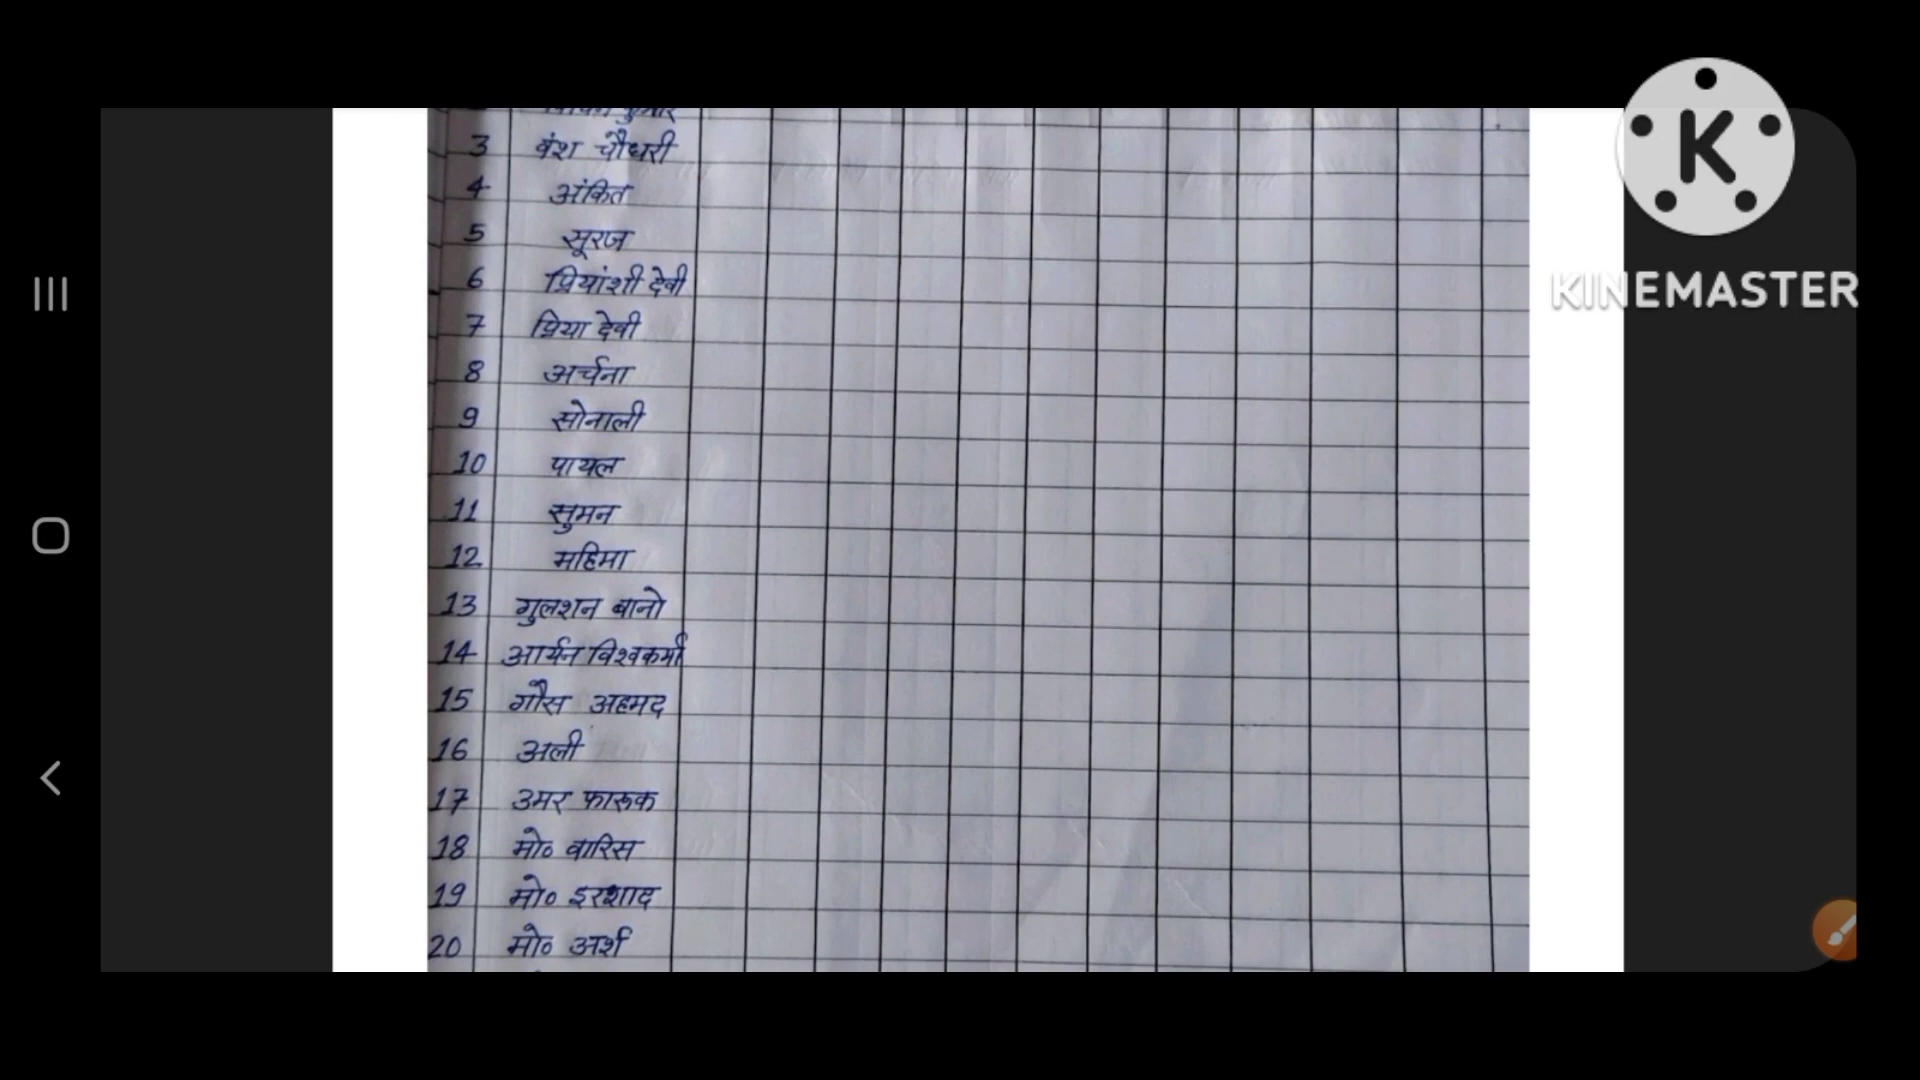 कुमार
3 वंश चौधरी
4 अंकित
5 सूरज
6 प्रियांशी देवी
7 प्रिया देवी
8 अर्चना
9 सोनाली
10 पायल
11 सुमन
12 महिमा
13 गुलशन बानो
14 आर्यन विश्वकर्मा
15 गौस अहमद
16 अली
17 उमर फारूक
18 मो० वारिस
19 मो० इरशाद
20 मो० अर्श
K
KINEMASTER